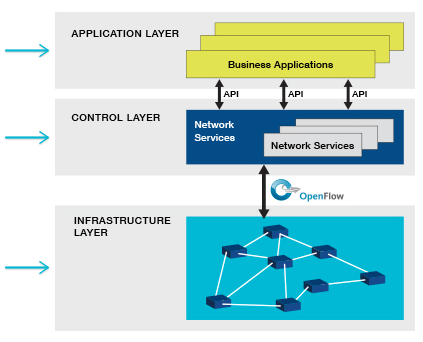 APPLICATION LAYER
Business Applications
API API API
CONTROL LAYER
Network
Services
Network Services
OpenFlow
INFRASTRUCTURE
LAYER